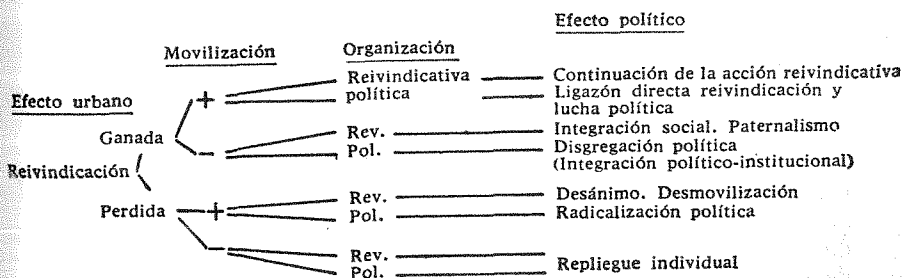 Efecto político
Movilización Organización
Reivindicativa Continuación de la acción reivindicativa
Efecto urbano + política Ligazón directa reivindicación y
lucha política
Ganada Rev. Integración social. Paternalismo
- Pol. Disgregación política
(Integración político-institucional)
Reivindicación
Rev. Desánimo. Desmovilización
Perdida + Pol. Radicalización política
- Rev. Repliegue individual
Pol.